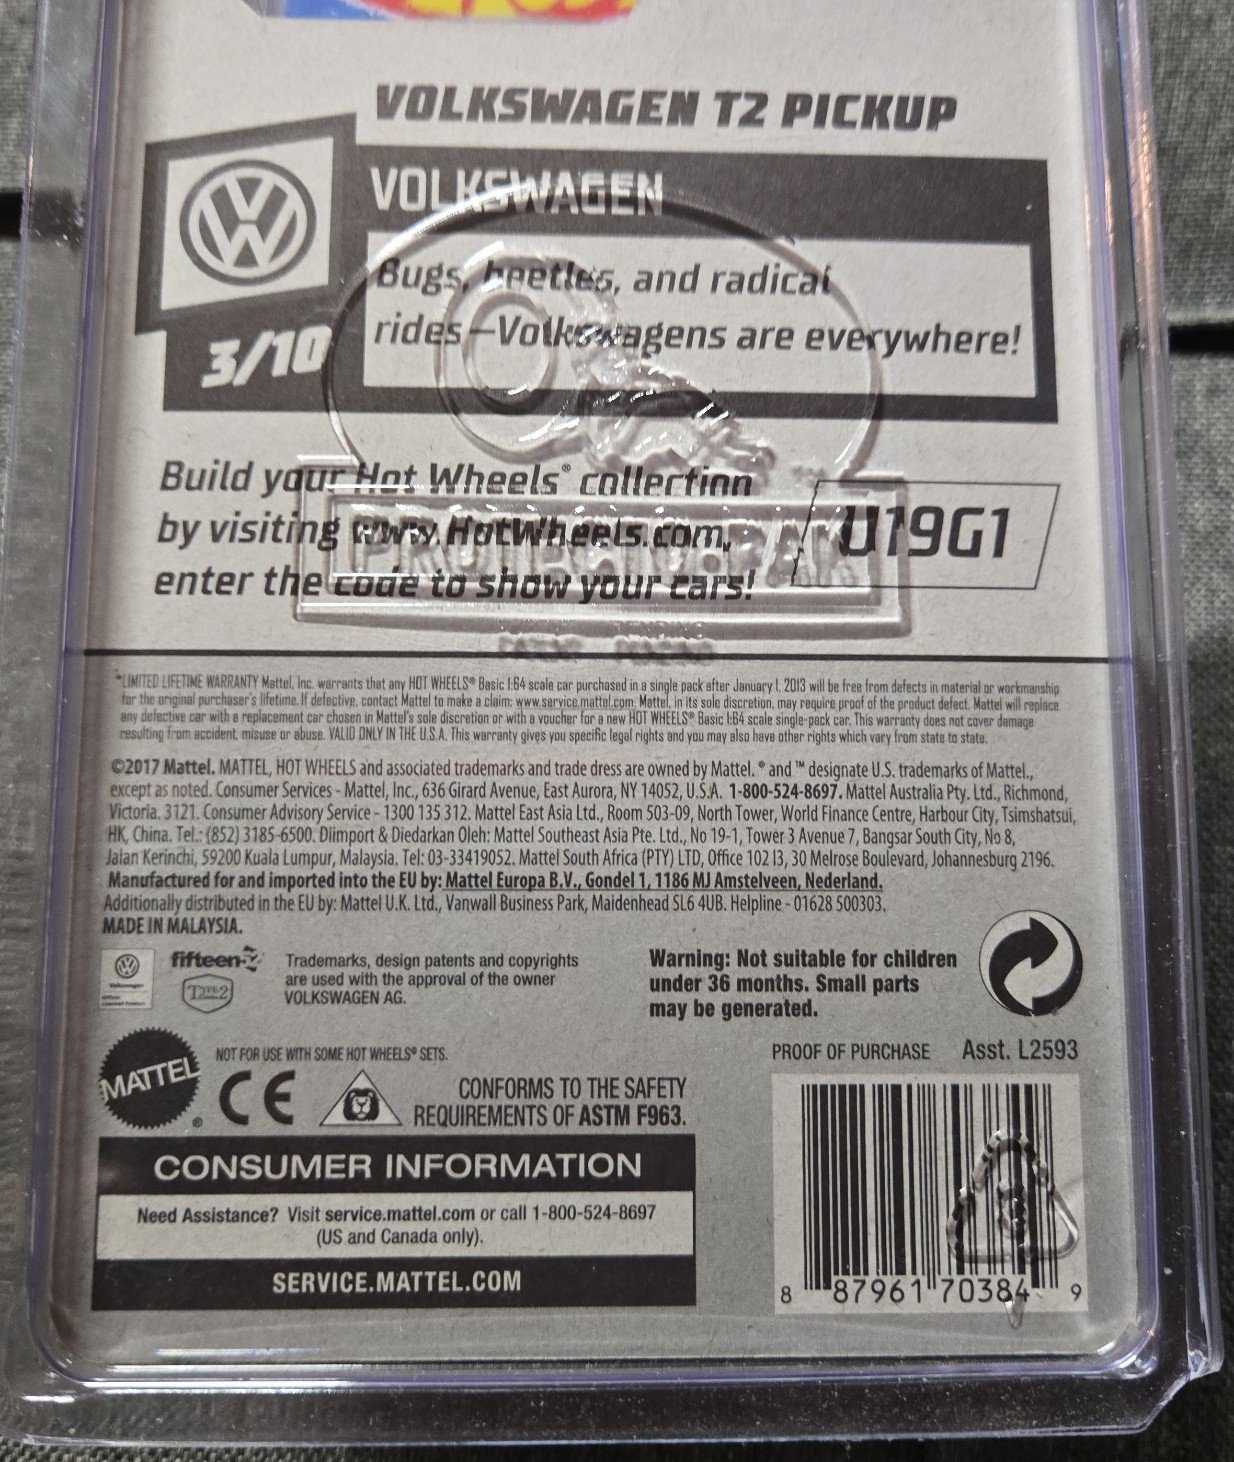 VOLKSWAGEN T2 PICKUP
VOLKSWAGEN
Bugs, beetles, and radical
rides—Volkswagens are everywhere!
3/10
Build your Hot Wheels® collection
by visiting www.HotWheels.com,
enter the code to show your cars!
U19G1
PROTECTO-PAK
*LIMITED LIFETIME WARRANTY Mattel, Inc. warrants that any HOT WHEELS® Basic 1:64 scale car purchased in a single pack after January 1, 2013 will be free from defects in material or workmanship
for the original purchaser's lifetime. If defective, contact Mattel to make a claim: www.service.mattel.com. Mattel, in its sole discretion, may require proof of the product defect. Mattel will replace
any defective car with a replacement car chosen in Mattel's sole discretion or with a voucher for a new HOT WHEELS® Basic 1:64 scale single-pack car. This warranty does not cover damage
resulting from accident, misuse or abuse. VALID ONLY IN THE U.S.A. This warranty gives you specific legal rights and you may also have other rights which vary from state to state.
©2017 Mattel. MATTEL, HOT WHEELS and associated trademarks and trade dress are owned by Mattel. ® and ™ designate U.S. trademarks of Mattel.,
except as noted. Consumer Services - Mattel, Inc., 636 Girard Avenue, East Aurora, NY 14052, U.S.A. 1-800-524-8697. Mattel Australia Pty. Ltd., Richmond,
Victoria. 3121. Consumer Advisory Service - 1300 135 312. Mattel East Asia Ltd., Room 503-09, North Tower, World Finance Centre, Harbour City, Tsimshatsui,
HK, China. Tel.: (852) 3185-6500. Diimport & Diedarkan Oleh: Mattel Southeast Asia Pte. Ltd., No 19-1, Tower 3 Avenue 7, Bangsar South City, No 8,
Jalan Kerinchi, 59200 Kuala Lumpur, Malaysia. Tel: 03-33419052. Mattel South Africa (PTY) LTD, Office 102 I3, 30 Melrose Boulevard, Johannesburg 2196.
Manufactured for and imported into the EU by: Mattel Europa B.V., Gondel 1, 1186 MJ Amstelveen, Nederland.
Additionally distributed in the EU by: Mattel U.K. Ltd., Vanwall Business Park, Maidenhead SL6 4UB. Helpline - 01628 500303.
MADE IN MALAYSIA.
Volkswagen
fifteen-2
Type 2
Trademarks, design patents and copyrights
are used with the approval of the owner
VOLKSWAGEN AG.
Warning: Not suitable for children
under 36 months. Small parts
may be generated.
MATTEL®
NOT FOR USE WITH SOME HOT WHEELS® SETS.
CE
CONFORMS TO THE SAFETY
REQUIREMENTS OF ASTM F963.
PROOF OF PURCHASE Asst. L2593
CONSUMER INFORMATION
Need Assistance? Visit service.mattel.com or call 1-800-524-8697
(US and Canada only).
SERVICE.MATTEL.COM
8 87961 70384 9